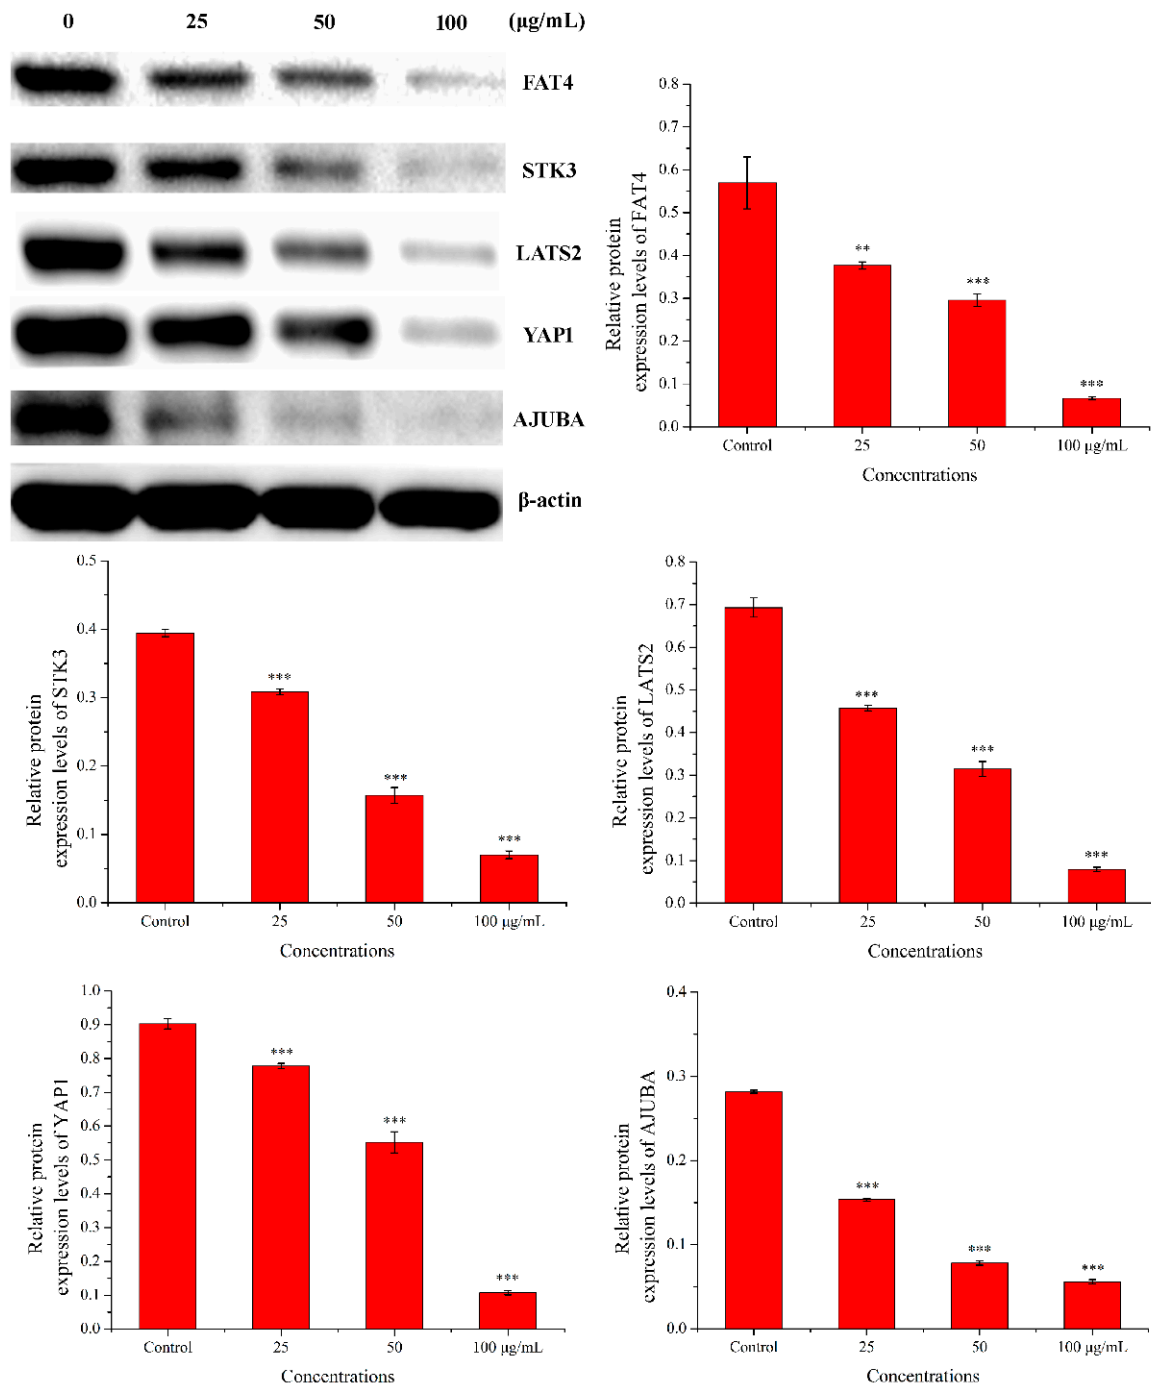 0 25 50 100 (μg/mL)
FAT4
STK3
LATS2
YAP1
AJUBA
β-actin
Relative protein
expression levels of FAT4
0.8
0.7
0.6
0.5
0.4
0.3
0.2
0.1
0.0
**
***
***
Control 25 50 100 μg/mL
Concentrations
Relative protein
expression levels of STK3
0.5
0.4
0.3
0.2
0.1
0.0
***
***
***
Control 25 50 100 μg/mL
Concentrations
Relative protein
expression levels of LATS2
0.8
0.7
0.6
0.5
0.4
0.3
0.2
0.1
0.0
***
***
***
Control 25 50 100 μg/mL
Concentrations
Relative protein
expression levels of YAP1
1.0
0.9
0.8
0.7
0.6
0.5
0.4
0.3
0.2
0.1
0.0
***
***
***
Control 25 50 100 μg/mL
Concentrations
Relative protein
expression levels of AJUBA
0.4
0.3
0.2
0.1
0.0
***
***
***
Control 25 50 100 μg/mL
Concentrations